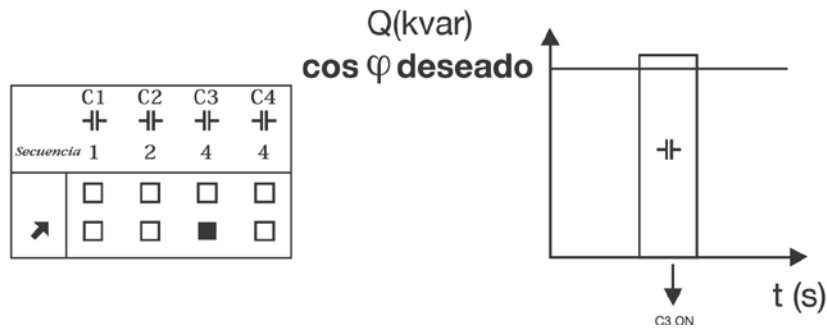 Q(kvar)
cos φ deseado
C1 C2 C3 C4
Secuencia 1 2 4 4
t (s)
C3 ON